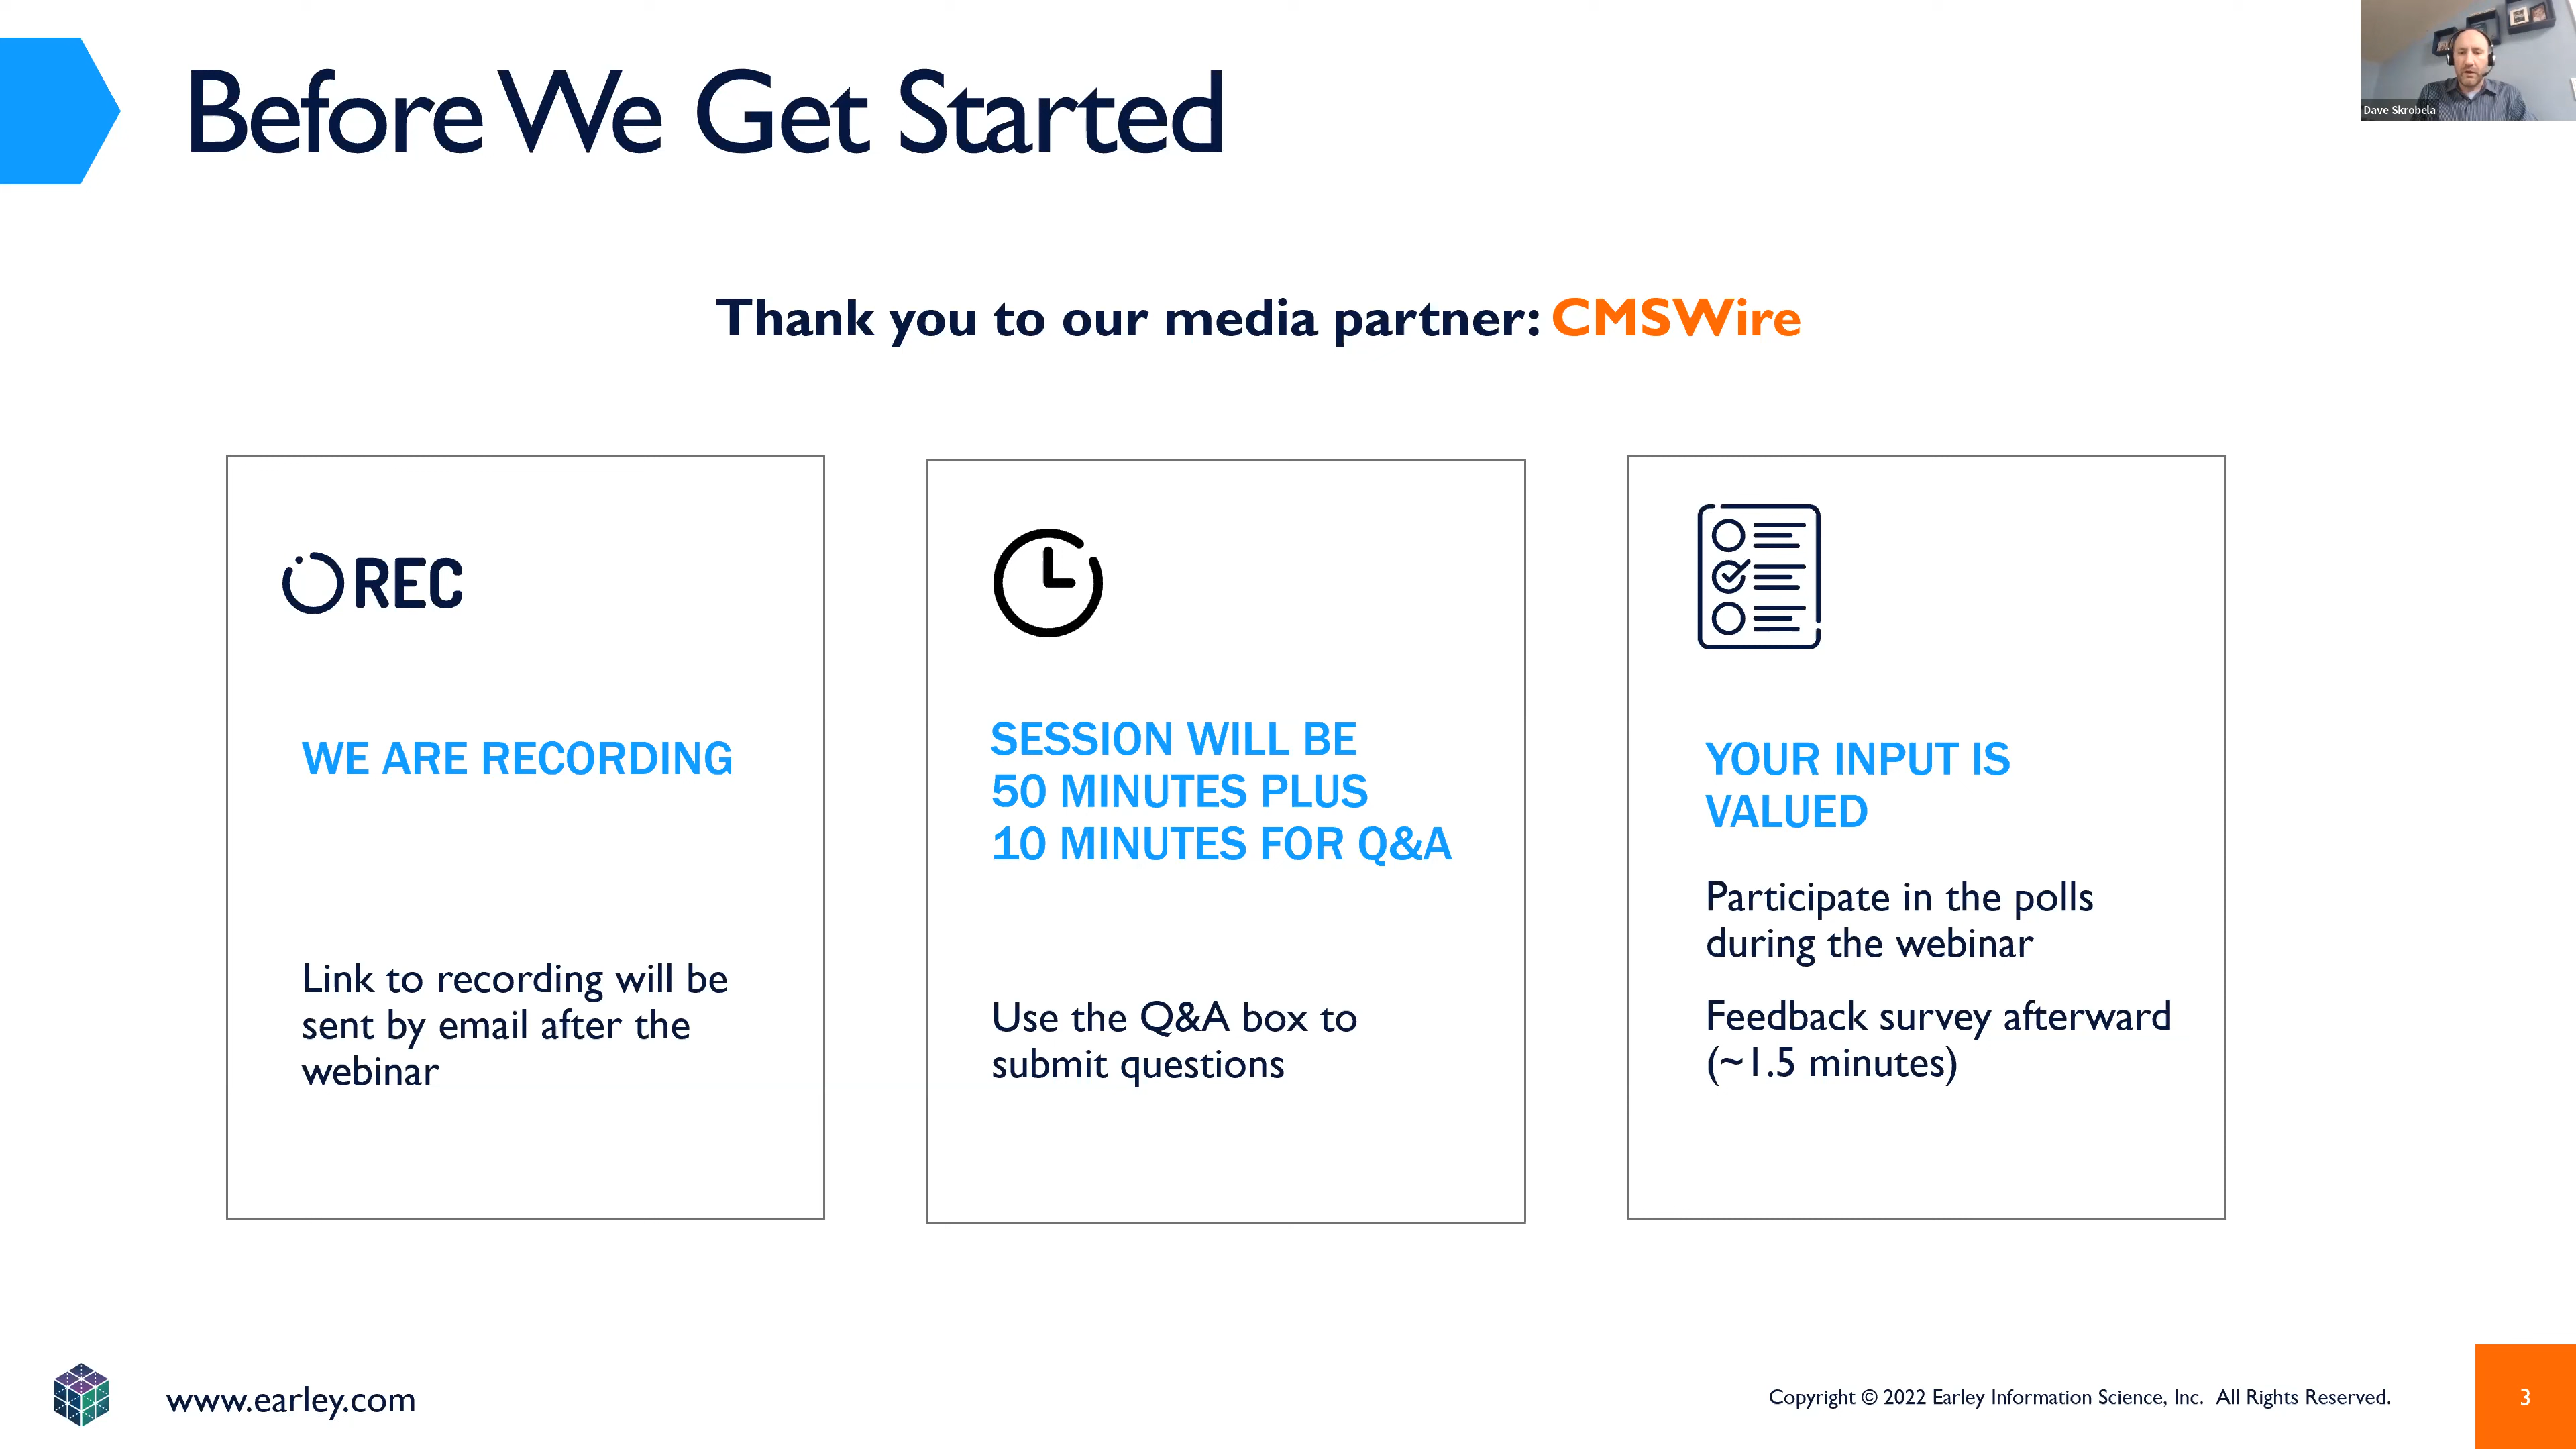 Before We Get Started
Dave Skrobela
Thank you to our media partner: CMSWire
REC
WE ARE RECORDING
Link to recording will be
sent by email after the
webinar
SESSION WILL BE
50 MINUTES PLUS
10 MINUTES FOR Q&A
Use the Q&A box to
submit questions
YOUR INPUT IS
VALUED
Participate in the polls
during the webinar
Feedback survey afterward
(~1.5 minutes)
www.earley.com
Copyright © 2022 Earley Information Science, Inc. All Rights Reserved.
3